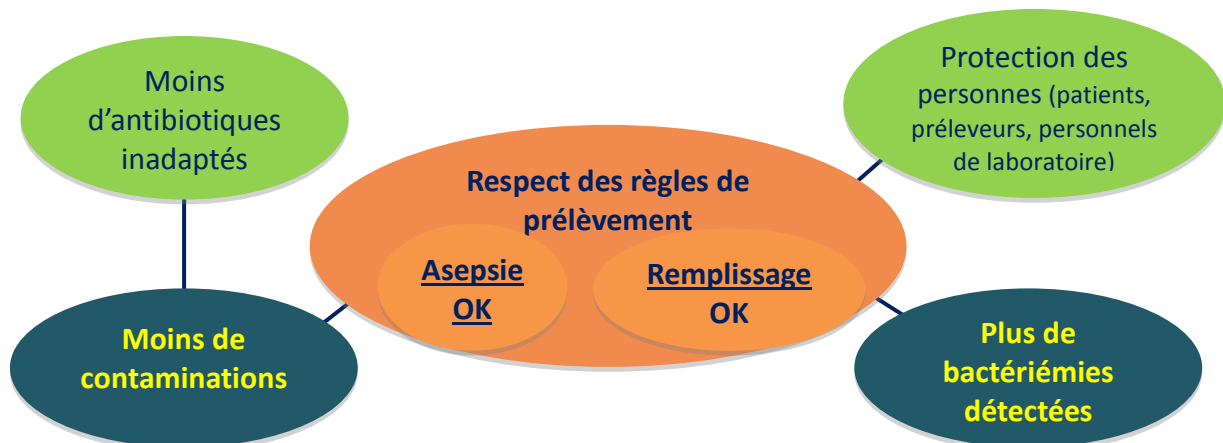 Moins
d’antibiotiques
inadaptés
Protection des
personnes (patients,
préleveurs, personnels
de laboratoire)
Respect des règles de
prélèvement
Asepsie
OK
Remplissage
OK
Moins de
contaminations
Plus de
bactériémies
détectées